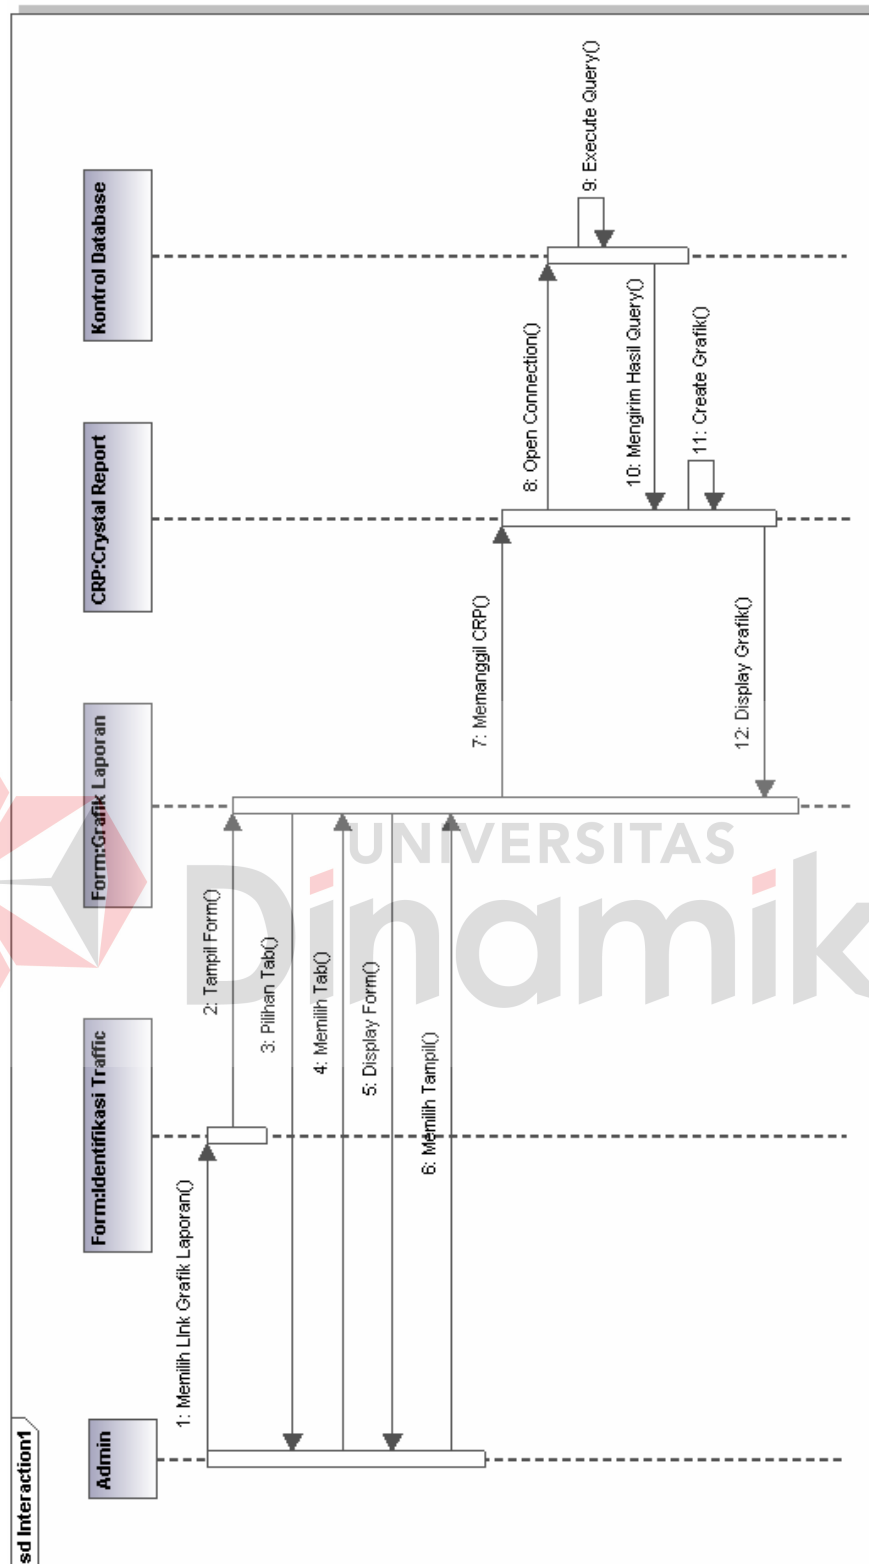 sd Interaction1
Admin
Form:Identifikasi Traffic
Form:Grafik Laporan
CRP:Crystal Report
Kontrol Database
1: Memilih Link Grafik Laporan()
2: Tampil Form()
3: Pilihan Tab()
4: Memilih Tab()
5: Display Form()
6: Memilih Tampil()
7: Memanggil CRP()
8: Open Connection()
9: Execute Query()
10: Mengirim Hasil Query()
11: Create Grafik()
12: Display Grafik()
UNIVERSITAS
Dinamik